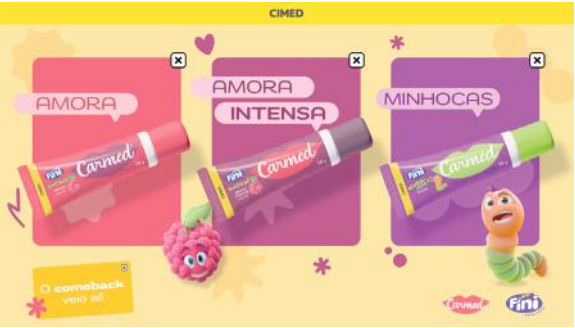 CIMED
AMORA
AMORA
INTENSA
MINHOCAS
Fini
Carmed
Fini
Carmed
Fini
Carmed
O comeback
veio aí!
Carmed
Fini